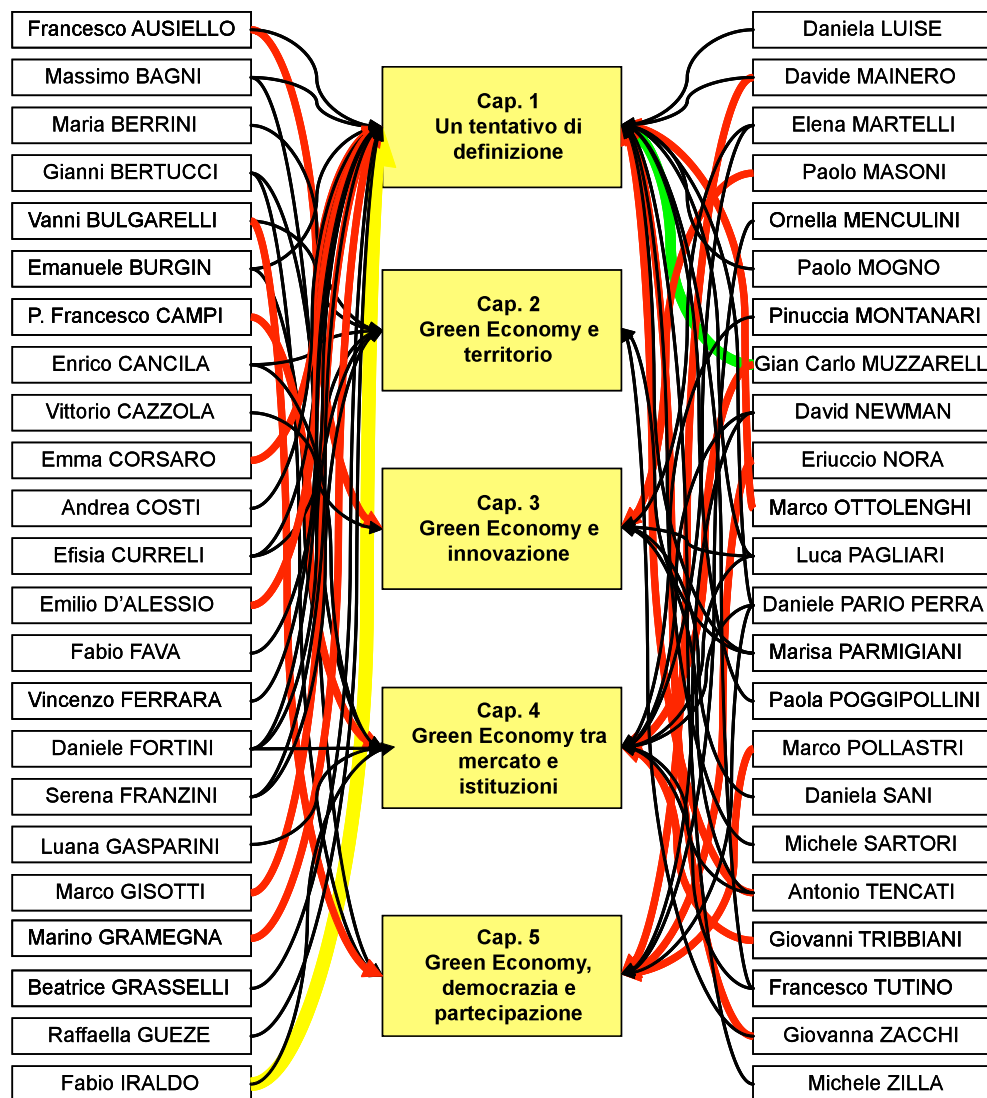 Francesco AUSIELLO
Massimo BAGNI
Maria BERRINI
Gianni BERTUCCI
Vanni BULGARELLI
Emanuele BURGIN
P. Francesco CAMPI
Enrico CANCILA
Vittorio CAZZOLA
Emma CORSARO
Andrea COSTI
Efisia CURRELI
Emilio D'ALESSIO
Fabio FAVA
Vincenzo FERRARA
Daniele FORTINI
Serena FRANZINI
Luana GASPARINI
Marco GISOTTI
Marino GRAMEGNA
Beatrice GRASSELLI
Raffaella GUEZE
Fabio IRALDO
Cap. 1
Un tentativo di
definizione
Cap. 2
Green Economy e
territorio
Cap. 3
Green Economy e
innovazione
Cap. 4
Green Economy tra
mercato e
istituzioni
Cap. 5
Green Economy,
democrazia e
partecipazione
Daniela LUISE
Davide MAINERO
Elena MARTELLI
Paolo MASONI
Ornella MENCULINI
Paolo MOGNO
Pinuccia MONTANARI
Gian Carlo MUZZARELL
David NEWMAN
Eriuccio NORA
Marco OTTOLENGHI
Luca PAGLIARI
Daniele PARIO PERRA
Marisa PARMIGIANI
Paola POGGIPOLLINI
Marco POLLASTRI
Daniela SANI
Michele SARTORI
Antonio TENCATI
Giovanni TRIBBIANI
Francesco TUTINO
Giovanna ZACCHI
Michele ZILLA